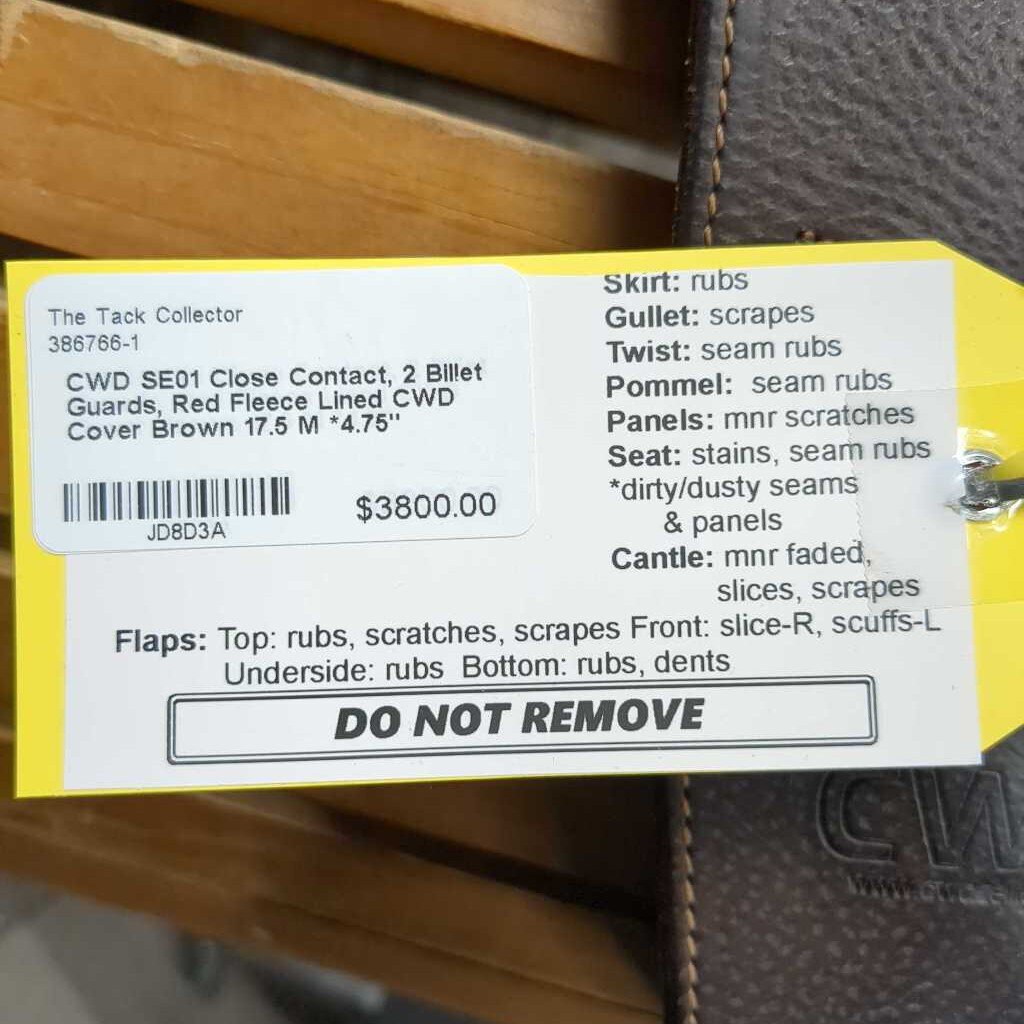 The Tack Collector
386766-1
CWD SE01 Close Contact, 2 Billet
Guards, Red Fleece Lined CWD
Cover Brown 17.5 M *4.75"
JD8D3A
$3800.00
Skirt: rubs
Gullet: scrapes
Twist: seam rubs
Pommel: seam rubs
Panels: mnr scratches
Seat: stains, seam rubs
*dirty/dusty seams
& panels
Cantle: mnr faded,
slices, scrapes
Flaps: Top: rubs, scratches, scrapes Front: slice-R, scuffs-L
Underside: rubs Bottom: rubs, dents
DO NOT REMOVE
CW